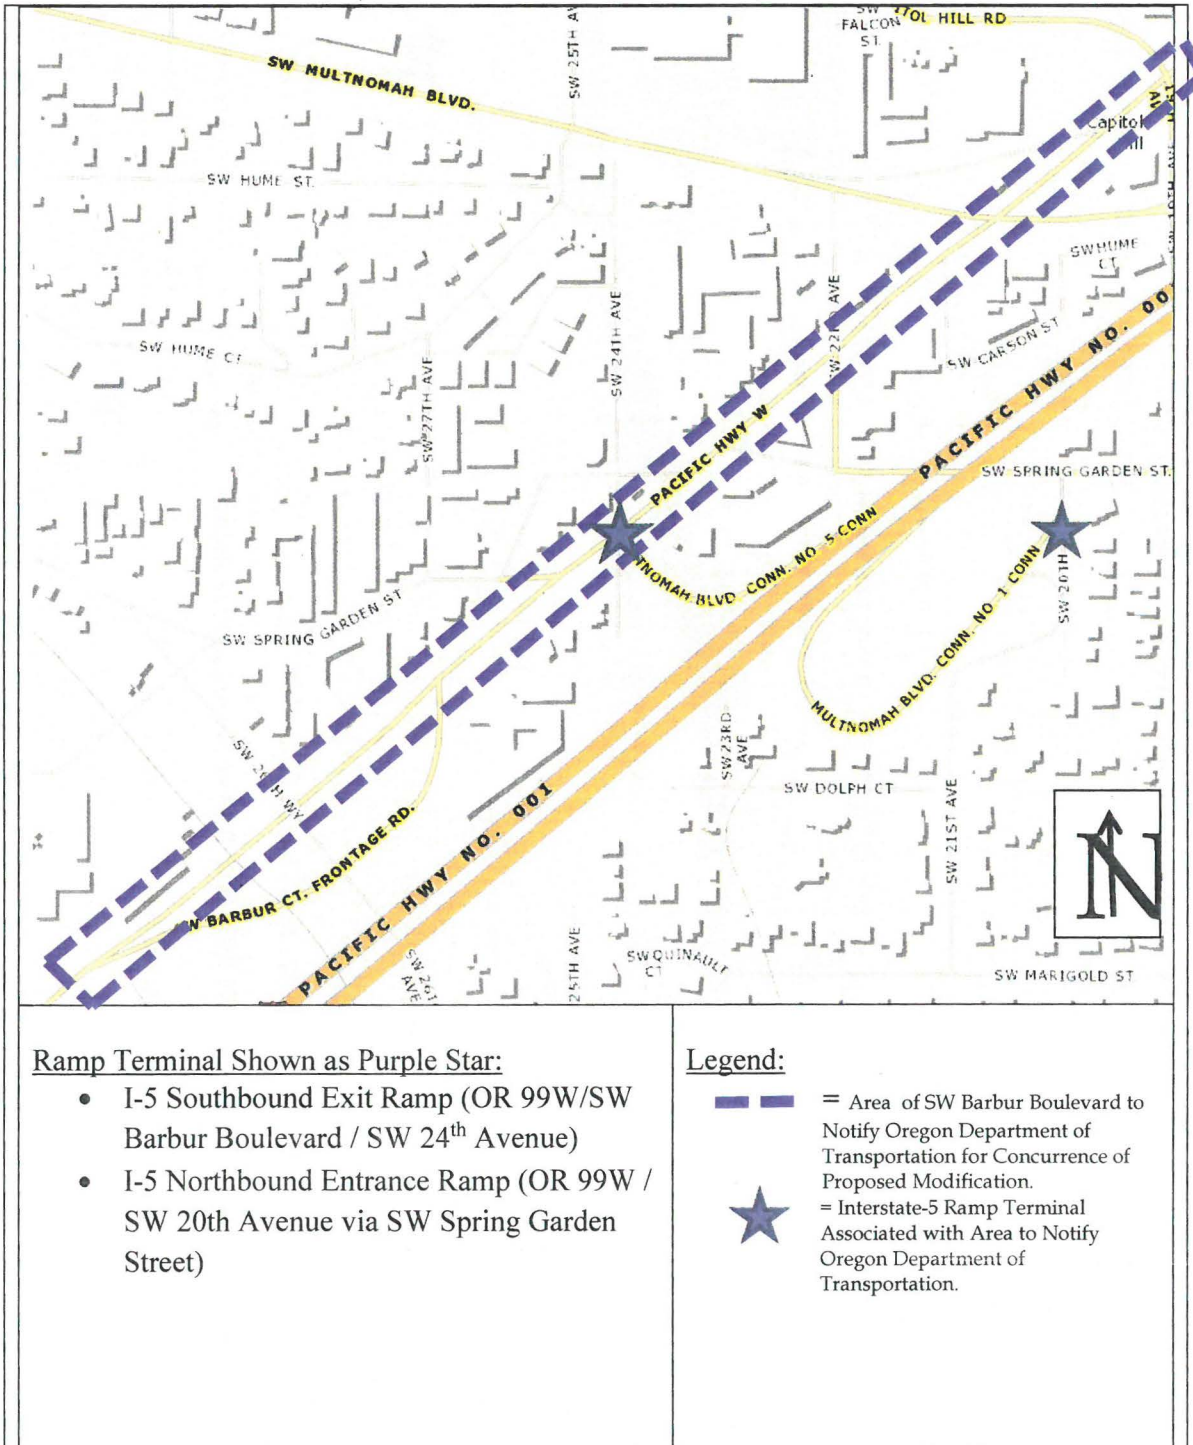 SW FALCON ST.
ITOL HILL RD
SW 25TH AV
SW MULTNOMAH BLVD.
Capitol
ill
SW HUME ST.
SW 19TH AVE
SW HUME CT.
SW 24TH AVE
SW 22ND AVE
SW HUME CT
SW CARSON ST
PACIFIC HWY NO. 001
SW 27TH AVE
PACIFIC HWY W
SW SPRING GARDEN ST.
TNOMAH BLVD CONN. NO 5 CONN
SW SPRING GARDEN ST
SW 20TH
MULTNOMAH BLVD. CONN. NO 1 CONN
SW 23RD AVE
SW DOLPH CT
SW 21ST AVE
W BARBUR CT. FRONTAGE RD.
PACIFIC HWY NO. 001
N
25TH AVE
SW QUINAULT CT
SW MARIGOLD ST
Ramp Terminal Shown as Purple Star:
• I-5 Southbound Exit Ramp (OR 99W/SW
Barbur Boulevard / SW 24th Avenue)
• I-5 Northbound Entrance Ramp (OR 99W /
SW 20th Avenue via SW Spring Garden
Street)
Legend:
= Area of SW Barbur Boulevard to
Notify Oregon Department of
Transportation for Concurrence of
Proposed Modification.
= Interstate-5 Ramp Terminal
Associated with Area to Notify
Oregon Department of
Transportation.